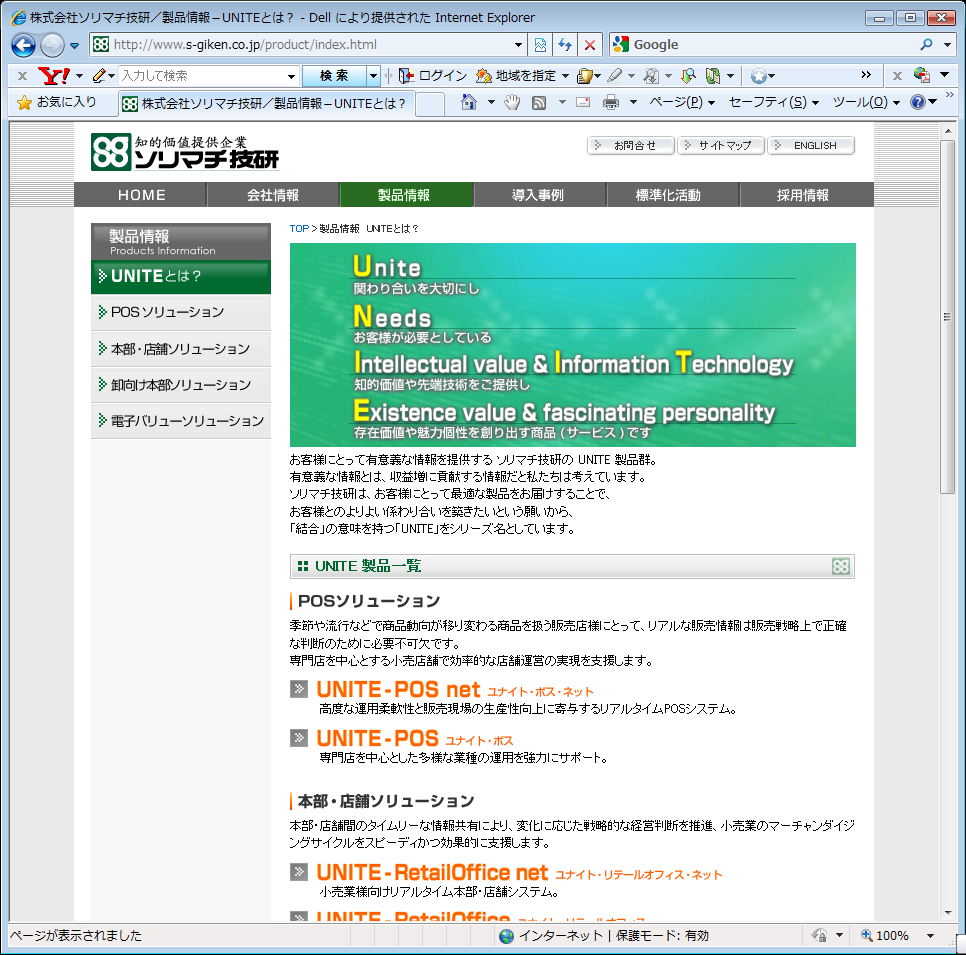 株式会社ソリマチ技研／製品情報－UNITEとは？ - Dell により提供された Internet Explorer
http://www.s-giken.co.jp/product/index.html
Google
Y!
入力して検索
検索
ログイン
地域を指定
お気に入り
株式会社ソリマチ技研／製品情報－UNITEとは？
ページ(P)
セーフティ(S)
ツール(O)
知的価値提供企業
ソリマチ技研
お問合せ
サイトマップ
ENGLISH
HOME
会社情報
製品情報
導入事例
標準化活動
採用情報
製品情報
Products Information
UNITEとは？
POS ソリューション
本部・店舗ソリューション
卸向け本部ソリューション
電子バリューソリューション
TOP > 製品情報 UNITEとは？
Unite
関わり合いを大切にし
Needs
お客様が必要としている
Intellectual value & Information Technology
知的価値や先端技術をご提供し
Existence value & fascinating personality
存在価値や魅力個性を創り出す商品(サービス)です
お客様にとって有意義な情報を提供する ソリマチ技研の UNITE 製品群。
有意義な情報とは、収益増に貢献する情報だと私たちは考えています。
ソリマチ技研は、お客様にとって最適な製品をお届けすることで、
お客様とのよりよい係わり合いを築きたいという願いから、
「結合」の意味を持つ「UNITE」をシリーズ名としています。
UNITE 製品一覧
POSソリューション
季節や流行などで商品動向が移り変わる商品を扱う販売店様にとって、リアルな販売情報は販売戦略上で正確
な判断のために必要不可欠です。
専門店を中心とする小売店舗で効率的な店舗運営の実現を支援します。
UNITE-POS net ユナイト・ポス・ネット
高度な運用柔軟性と販売現場の生産性向上に寄与するリアルタイムPOSシステム。
UNITE-POS ユナイト・ポス
専門店を中心とした多様な業種の運用を強力にサポート。
本部・店舗ソリューション
本部・店舗間のタイムリーな情報共有により、変化に応じた戦略的な経営判断を推進、小売業のマーチャンダイジ
ングサイクルをスピーディかつ効果的に支援します。
UNITE-RetailOffice net ユナイト・リテールオフィス・ネット
小売業様向けリアルタイム本部・店舗システム。
UNITE-RetailOffice ユナイト・リテールオフィス
ページが表示されました
インターネット | 保護モード: 有効
100%